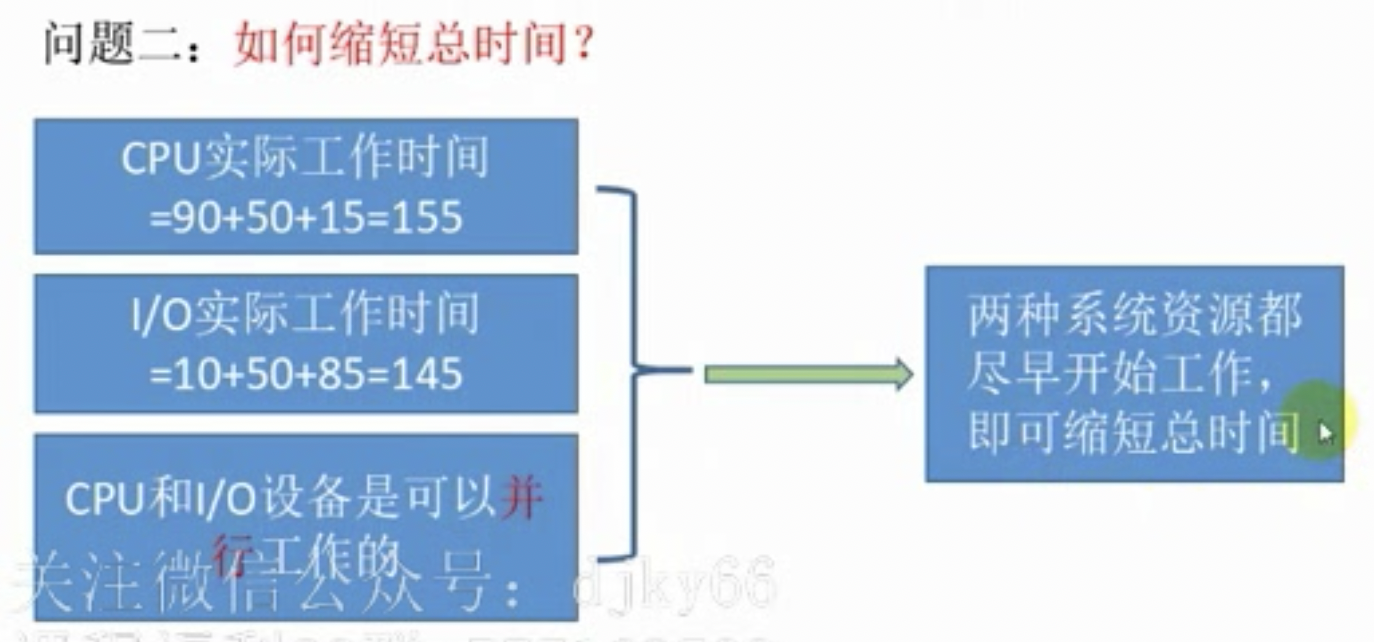 问题二：如何缩短总时间？
CPU实际工作时间
=90+50+15=155
I/O实际工作时间
=10+50+85=145
CPU和I/O设备是可以并
行工作的
两种系统资源都
尽早开始工作，
即可缩短总时间
关注微信公众号：djky66